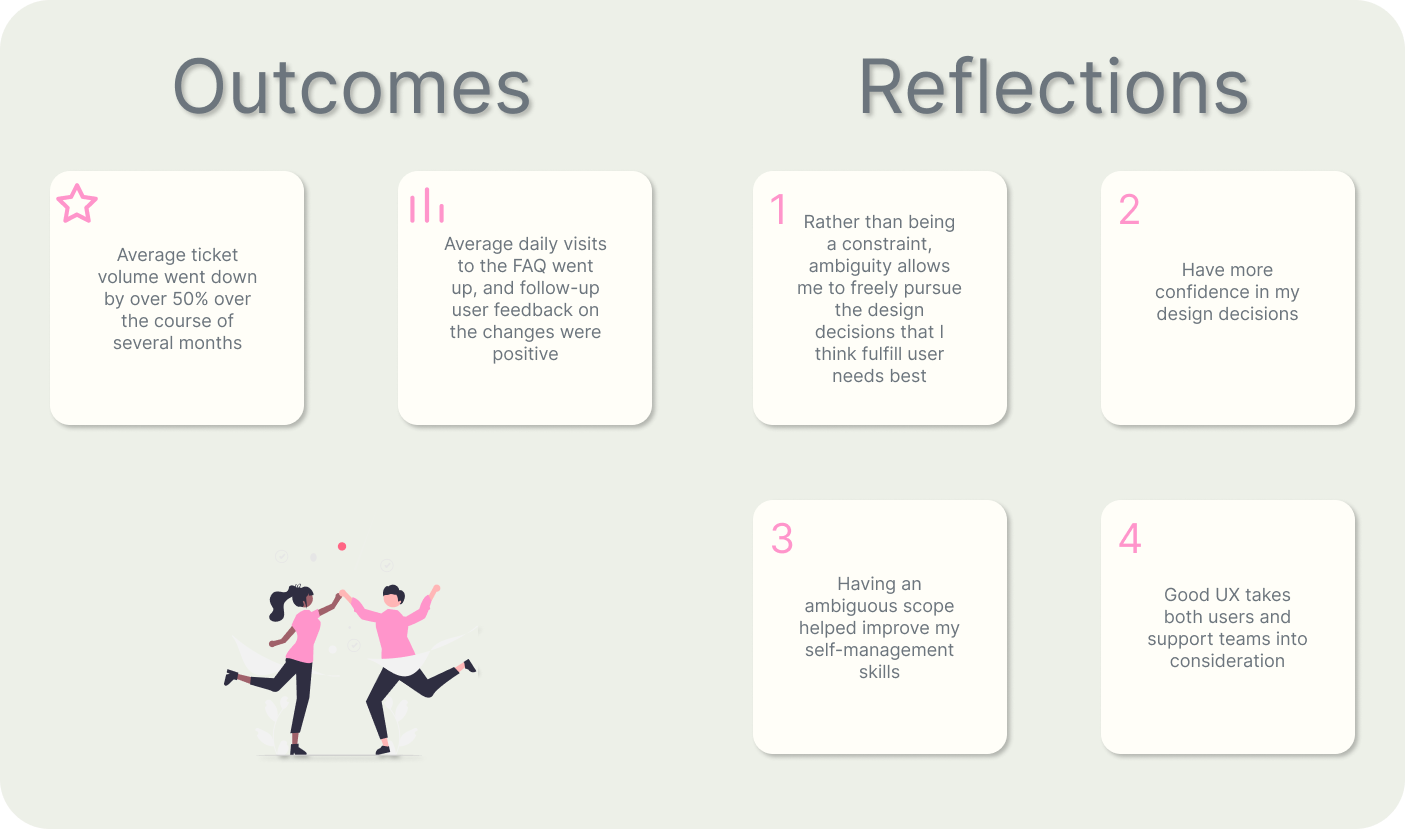 Outcomes
Average ticket
volume went down
by over 50% over
the course of
several months
Average daily visits
to the FAQ went
up, and follow-up
user feedback on
the changes were
positive
Reflections
1
Rather than being
a constraint,
ambiguity allows
me to freely pursue
the design
decisions that I
think fulfill user
needs best
2
Have more
confidence in my
design decisions
3
Having an
ambiguous scope
helped improve my
self-management
skills
4
Good UX takes
both users and
support teams into
consideration